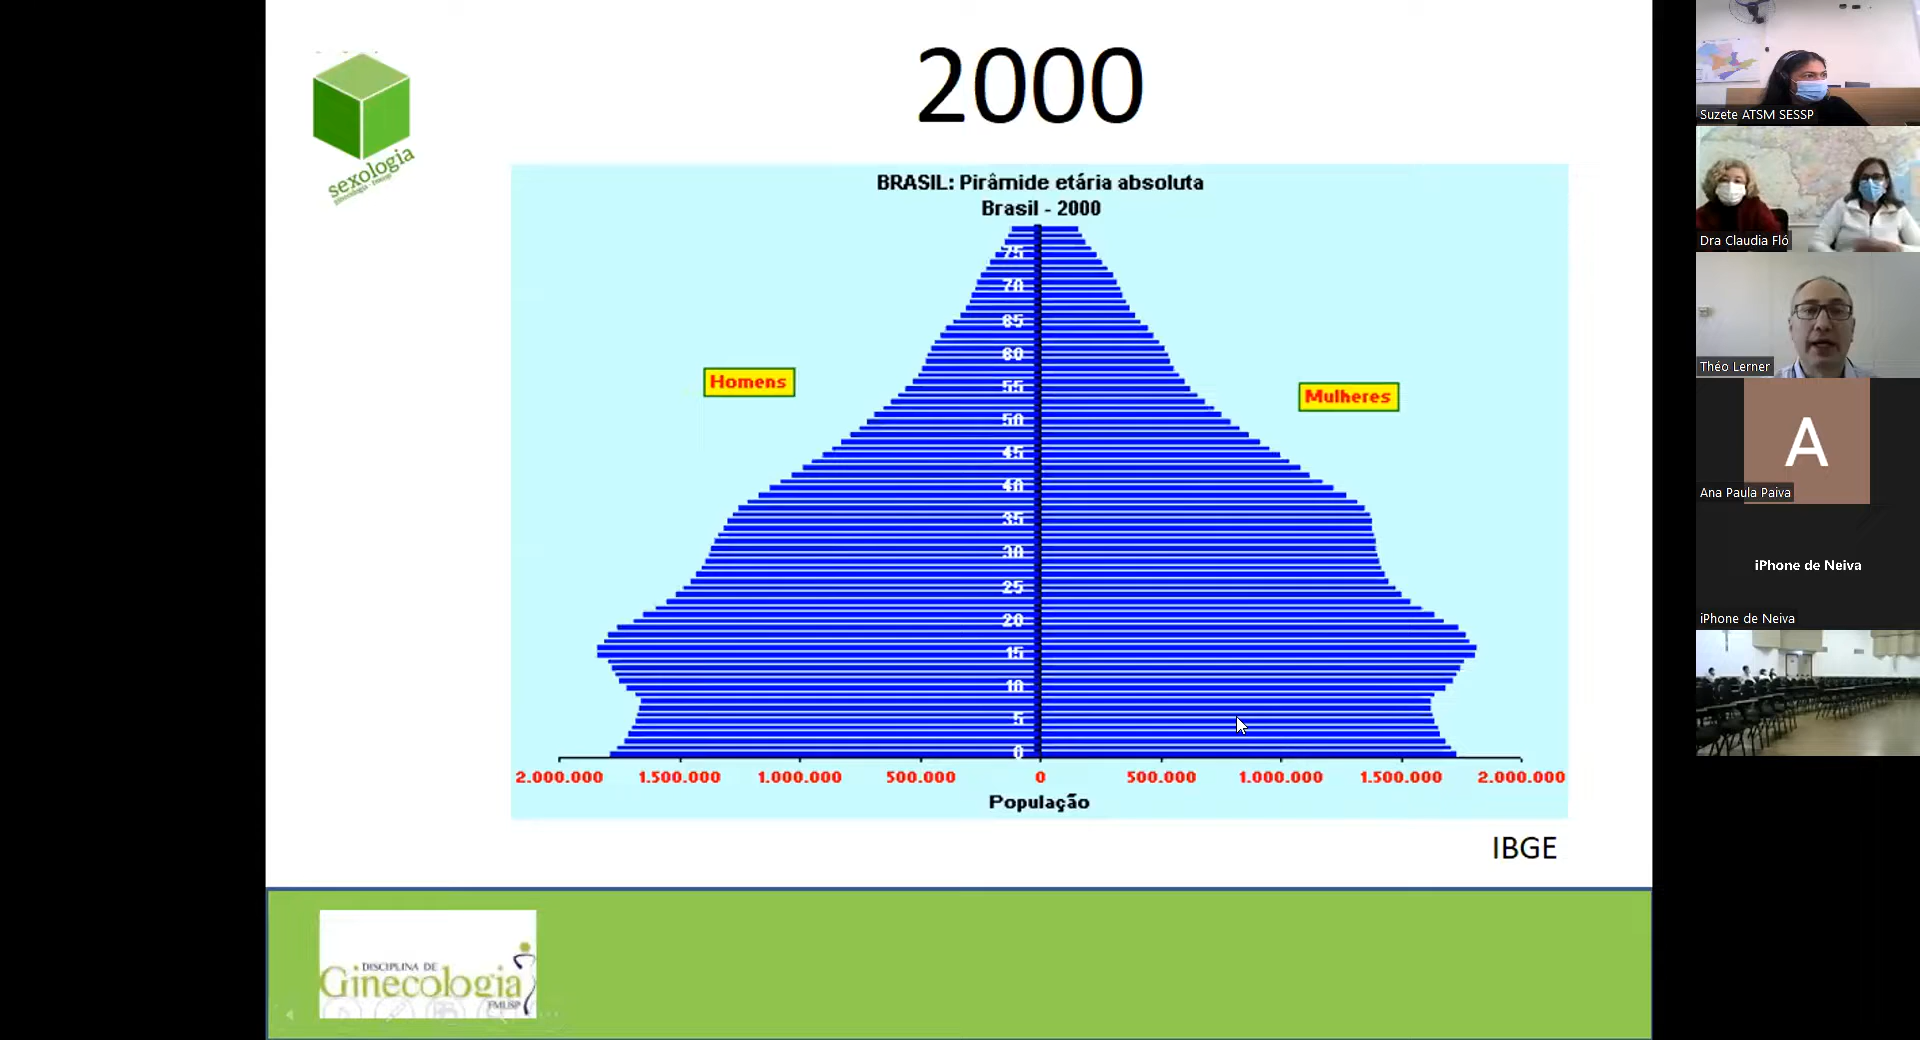 2000
sexologia
BRASIL: Pirâmide etária absoluta
Brasil - 2000
Homens
Mulheres
75
70
65
60
55
50
45
40
35
30
25
20
15
10
5
0
2.000.000 1.500.000 1.000.000 500.000 0 500.000 1.000.000 1.500.000 2.000.000
População
IBGE
DISCIPLINA DE
Ginecologia
FMUSP
Suzete ATSM SESSP
Dra Claudia Fló
Théo Lerner
A
Ana Paula Paiva
iPhone de Neiva
iPhone de Neiva